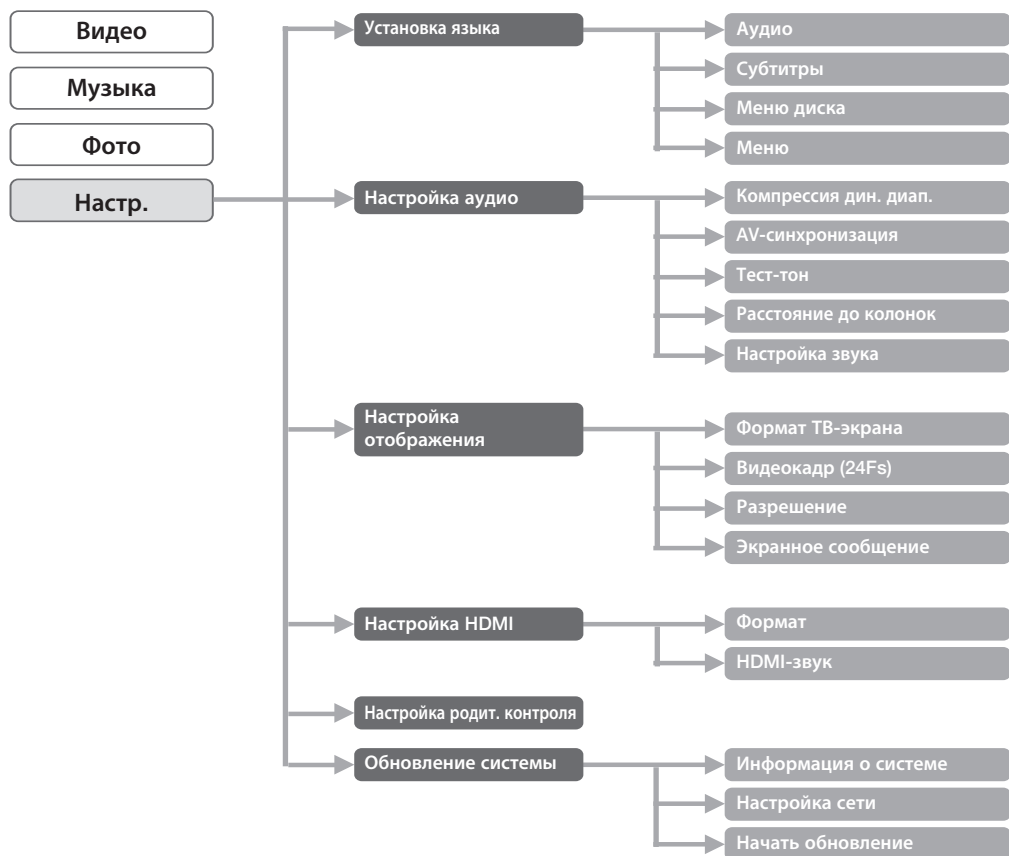 Видео
Музыка
Фото
Настр.
Установка языка
Аудио
Субтитры
Меню диска
Меню
Настройка аудио
Компрессия дин. диап.
AV-синхронизация
Тест-тон
Расстояние до колонок
Настройка звука
Настройка
отображения
Формат ТВ-экрана
Видеокадр (24Fs)
Разрешение
Экранное сообщение
Настройка HDMI
Формат
HDMI-звук
Настройка родит. контроля
Обновление системы
Информация о системе
Настройка сети
Начать обновление